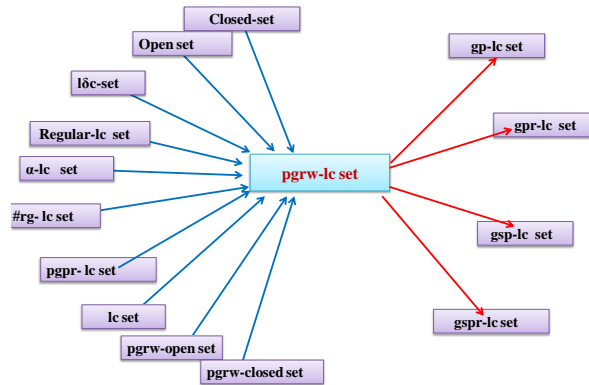 Closed-set
Open set
gp-lc set
lδc-set
Regular-lc set
gpr-lc set
α-lc set
pgrw-lc set
#rg- lc set
gsp-lc set
pgpr- lc set
lc set
gspr-lc set
pgrw-open set
pgrw-closed set